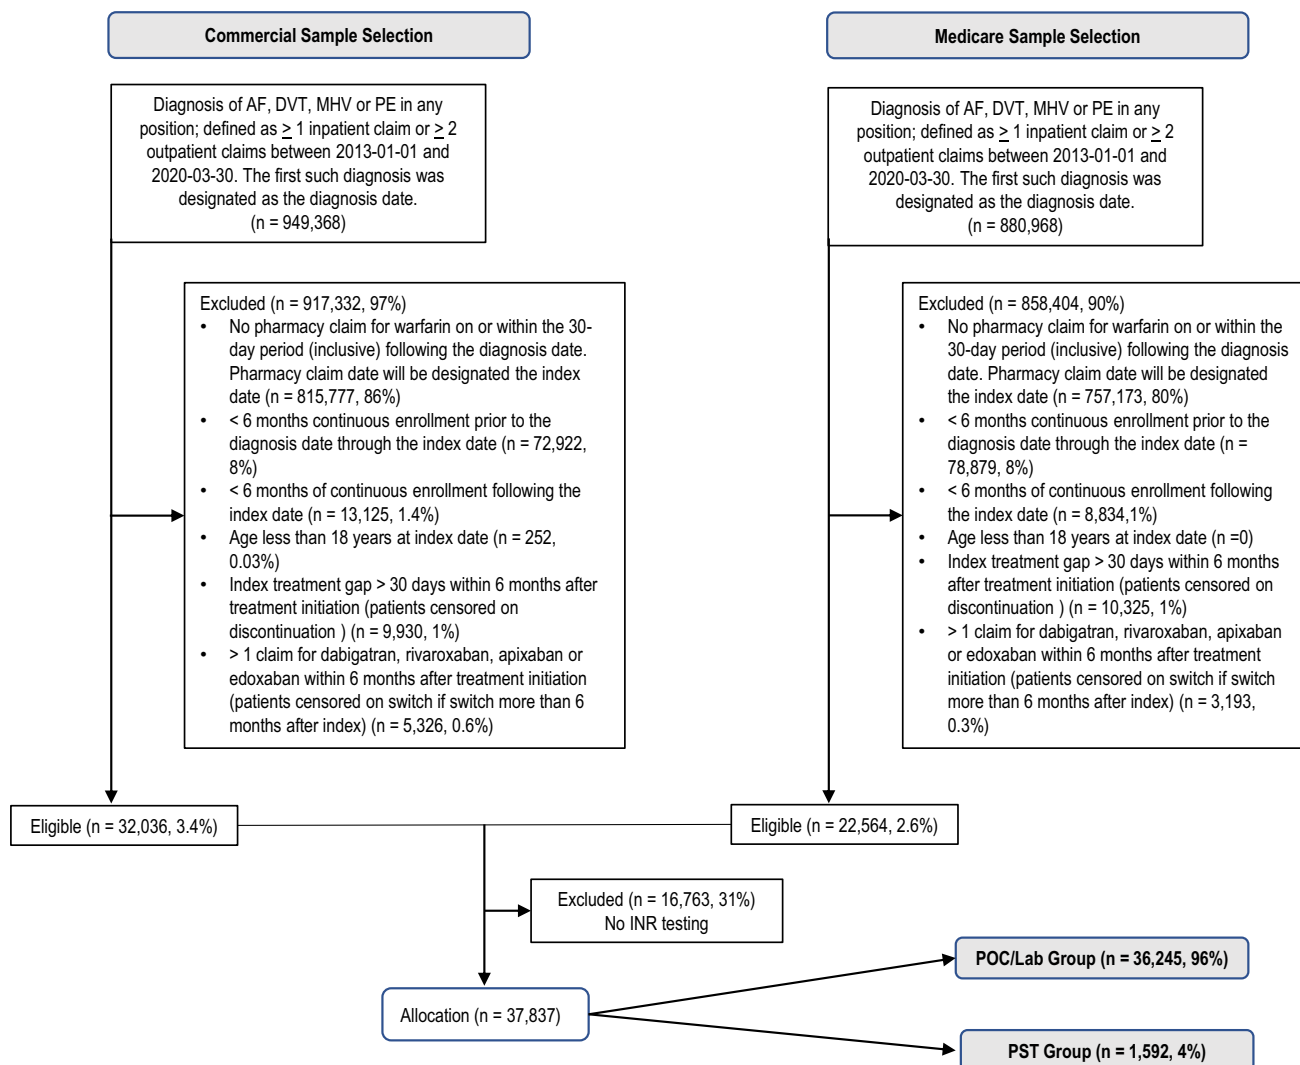 Commercial Sample Selection
Diagnosis of AF, DVT, MHV or PE in any
position; defined as > 1 inpatient claim or > 2
outpatient claims between 2013-01-01 and
2020-03-30. The first such diagnosis was
designated as the diagnosis date.
(n = 949,368)
Excluded (n = 917,332, 97%)
• No pharmacy claim for warfarin on or within the 30-
day period (inclusive) following the diagnosis date.
Pharmacy claim date will be designated the index
date (n = 815,777, 86%)
• < 6 months continuous enrollment prior to the
diagnosis date through the index date (n = 72,922,
8%)
• < 6 months of continuous enrollment following the
index date (n = 13,125, 1.4%)
• Age less than 18 years at index date (n = 252,
0.03%)
• Index treatment gap > 30 days within 6 months after
treatment initiation (patients censored on
discontinuation ) (n = 9,930, 1%)
• > 1 claim for dabigatran, rivaroxaban, apixaban or
edoxaban within 6 months after treatment initiation
(patients censored on switch if switch more than 6
months after index) (n = 5,326, 0.6%)
Eligible (n = 32,036, 3.4%)
Medicare Sample Selection
Diagnosis of AF, DVT, MHV or PE in any
position; defined as > 1 inpatient claim or > 2
outpatient claims between 2013-01-01 and
2020-03-30. The first such diagnosis was
designated as the diagnosis date.
(n = 880,968)
Excluded (n = 858,404, 90%)
• No pharmacy claim for warfarin on or within the
30-day period (inclusive) following the diagnosis
date. Pharmacy claim date will be designated
the index date (n = 757,173, 80%)
• < 6 months continuous enrollment prior to the
diagnosis date through the index date (n =
78,879, 8%)
• < 6 months of continuous enrollment following
the index date (n = 8,834,1%)
• Age less than 18 years at index date (n =0)
• Index treatment gap > 30 days within 6 months
after treatment initiation (patients censored on
discontinuation ) (n = 10,325, 1%)
• > 1 claim for dabigatran, rivaroxaban, apixaban
or edoxaban within 6 months after treatment
initiation (patients censored on switch if switch
more than 6 months after index) (n = 3,193,
0.3%)
Eligible (n = 22,564, 2.6%)
Excluded (n = 16,763, 31%)
No INR testing
Allocation (n = 37,837)
POC/Lab Group (n = 36,245, 96%)
PST Group (n = 1,592, 4%)